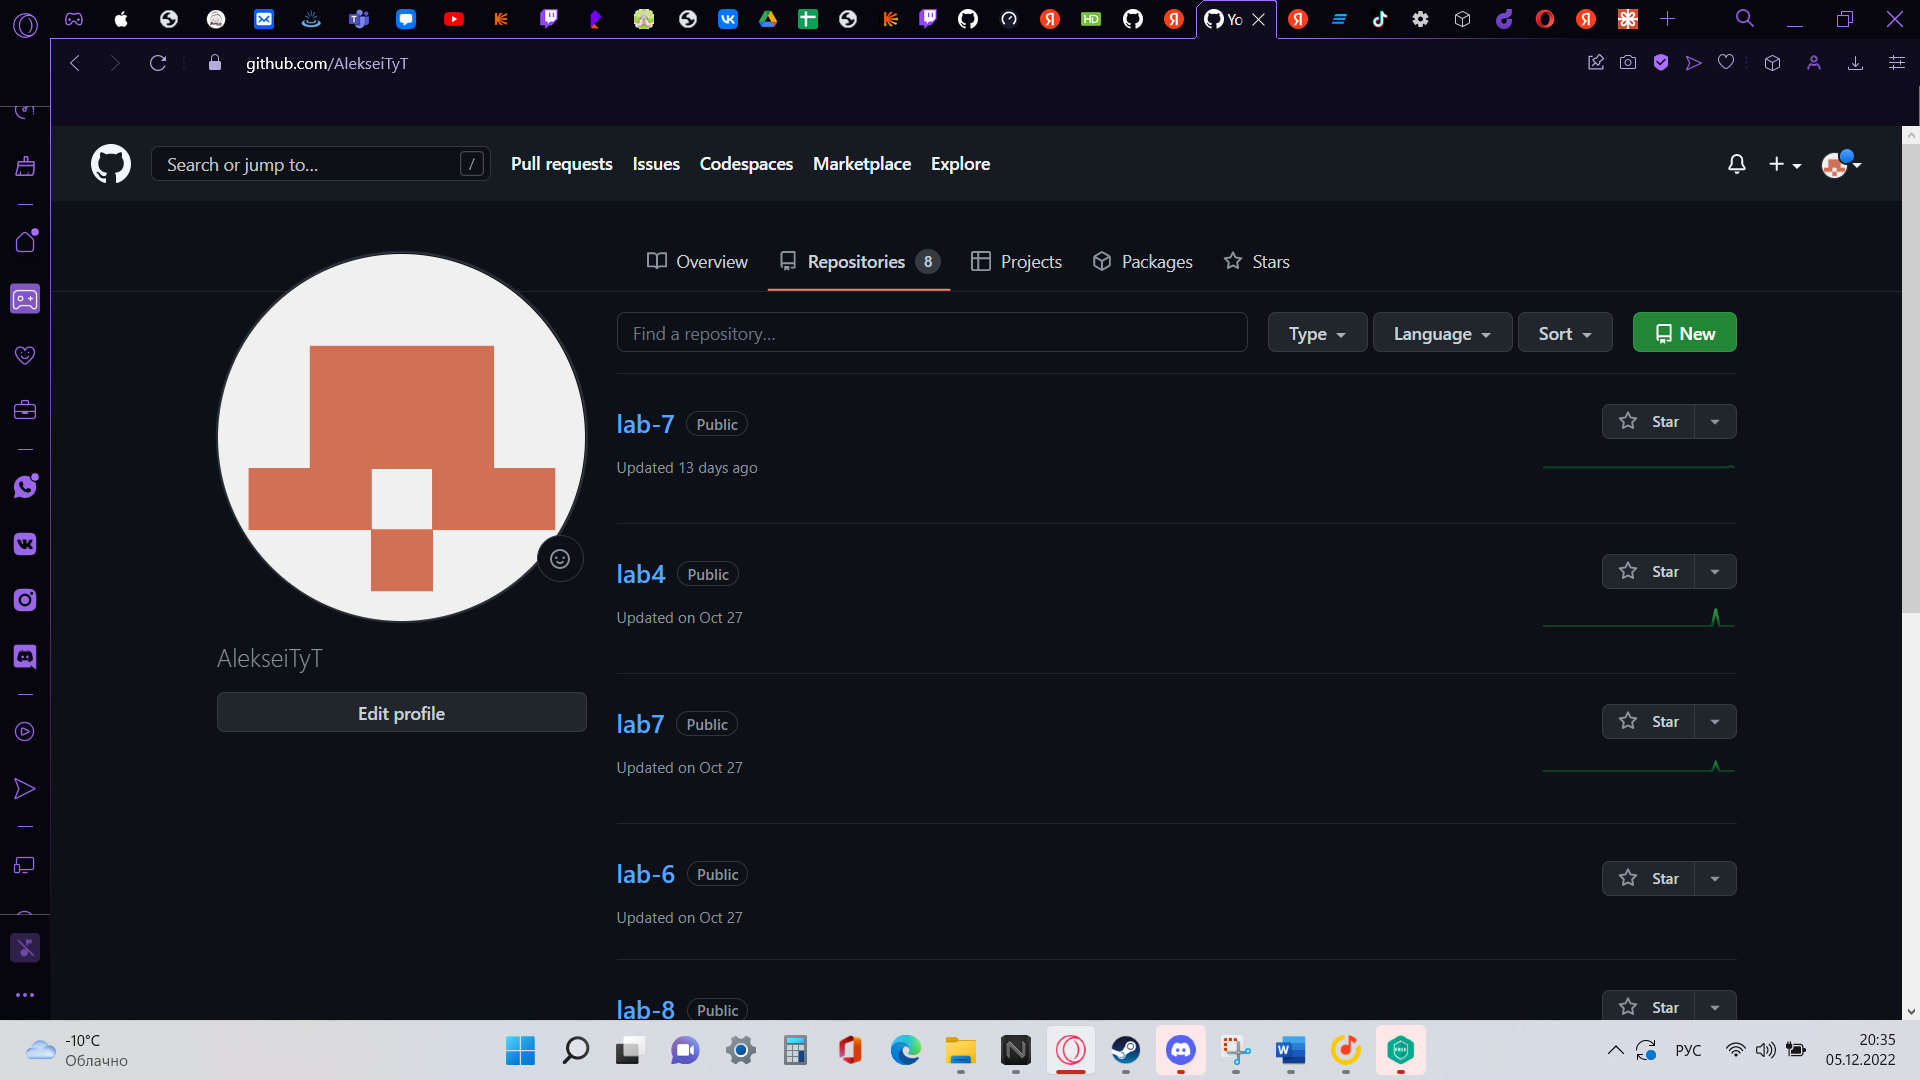 Yo
github.com/AlekseiTyT
Search or jump to...
/
Pull requests
Issues
Codespaces
Marketplace
Explore
Overview
Repositories 8
Projects
Packages
Stars
Find a repository...
Type
Language
Sort
New
lab-7 Public
Star
Updated 13 days ago
lab4 Public
Star
Updated on Oct 27
lab7 Public
Star
Updated on Oct 27
lab-6 Public
Star
Updated on Oct 27
lab-8 Public
Star
AlekseiTyT
Edit profile
-10°C
Облачно
РУС
20:35
05.12.2022